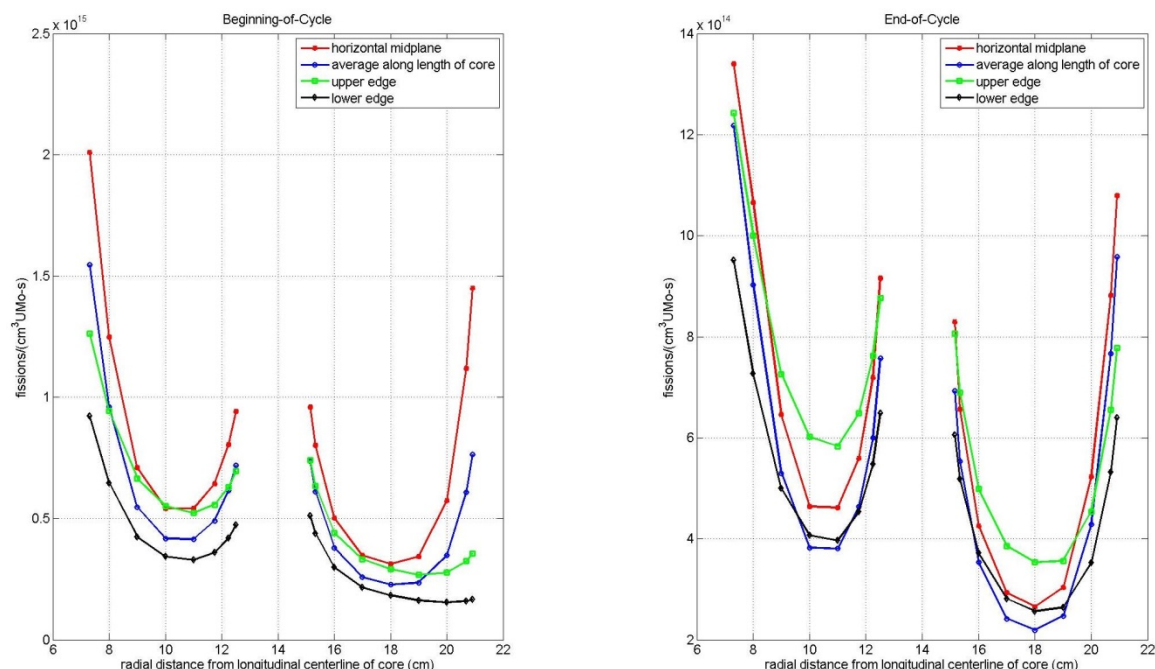 Beginning-of-Cycle
x 10^15
2.5
2
1.5
1
0.5
0
fissions/(cm³UMo-s)
horizontal midplane
average along length of core
upper edge
lower edge
6 8 10 12 14 16 18 20 22
radial distance from longitudinal centerline of core (cm)
End-of-Cycle
x 10^14
14
12
10
8
6
4
2
fissions/(cm³UMo-s)
horizontal midplane
average along length of core
upper edge
lower edge
6 8 10 12 14 16 18 20 22
radial distance from longitudinal centerline of core (cm)